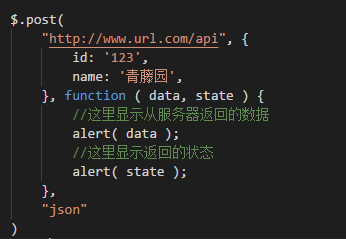 $.post(
"http://www.url.com/api", {
id: '123',
name: '青藤园',
}, function ( data, state ) {
//这里显示从服务器返回的数据
alert( data );
//这里显示返回的状态
alert( state );
},
"json"
)